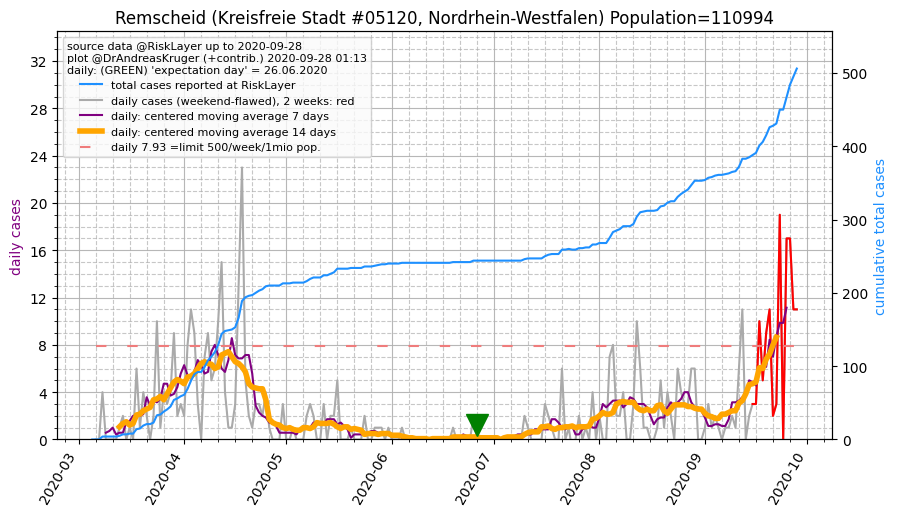 Remscheid (Kreisfreie Stadt #05120, Nordrhein-Westfalen) Population=110994
source data @RiskLayer up to 2020-09-28
plot @DrAndreasKruger (+contrib.) 2020-09-28 01:13
daily: (GREEN) 'expectation day' = 26.06.2020
total cases reported at RiskLayer
daily cases (weekend-flawed), 2 weeks: red
daily: centered moving average 7 days
daily: centered moving average 14 days
daily 7.93 =limit 500/week/1mio pop.
daily cases
32
28
24
20
16
12
8
4
0
cumulative total cases
500
400
300
200
100
0
2020-03
2020-04
2020-05
2020-06
2020-07
2020-08
2020-09
2020-10